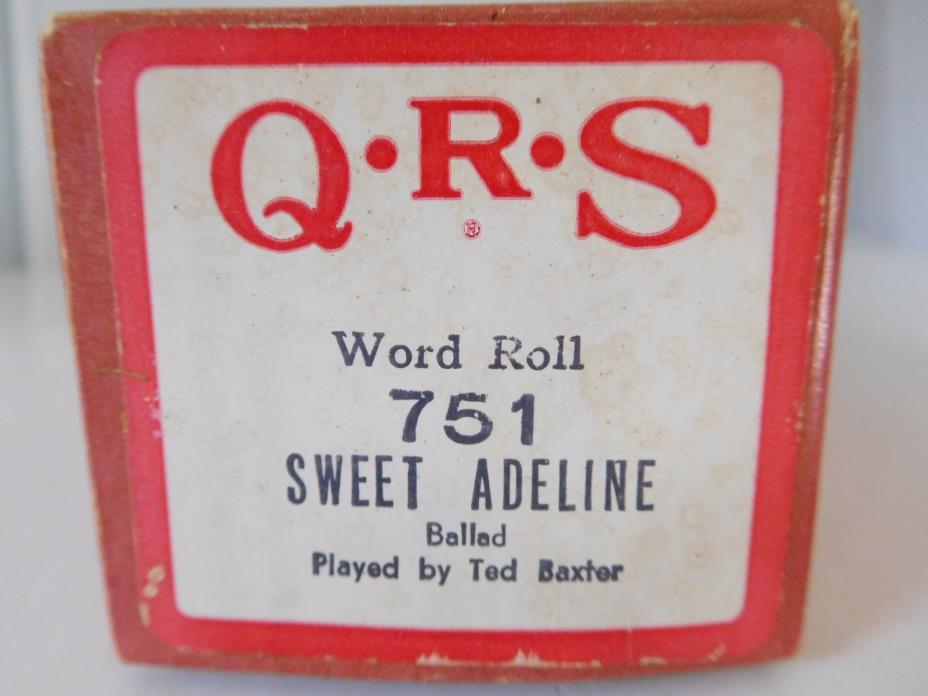 Q·R·S
®
Word Roll
751
SWEET ADELINE
Ballad
Played by Ted Baxter